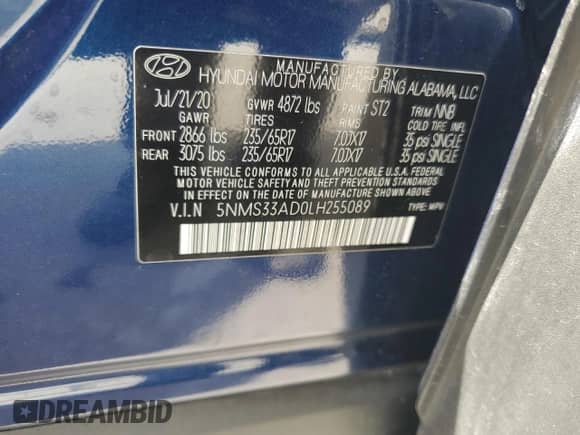 MANUFACTURED BY
HYUNDAI MOTOR MANUFACTURING ALABAMA, LLC
Jul/21/20 GVWR 4872 lbs PAINT ST2 TRIM NNB
GAWR TIRES RIMS COLD TIRE INFL
FRONT 2866 lbs 235/65R17 7.0JX17 35 psi SINGLE
REAR 3075 lbs 235/65R17 7.0JX17 35 psi SINGLE
THIS VEHICLE CONFORMS TO ALL APPLICABLE U.S.A. FEDERAL
MOTOR VEHICLE SAFETY, BUMPER, AND THEFT PREVENTION STANDARDS
IN EFFECT ON THE DATE OF MANUFACTURE SHOWN ABOVE.
V.I.N 5NMS33AD0LH255089 TYPE: MPV
DREAMBID